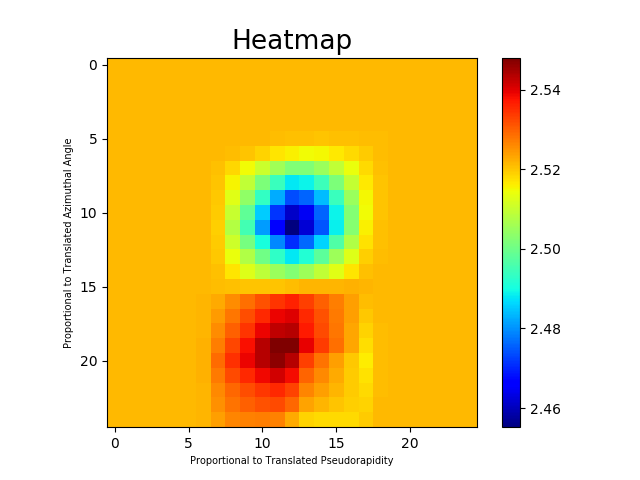 Heatmap
0
5
10
15
20
Proportional to Translated Azimuthal Angle
0 5 10 15 20
Proportional to Translated Pseudorapidity
2.54
2.52
2.50
2.48
2.46